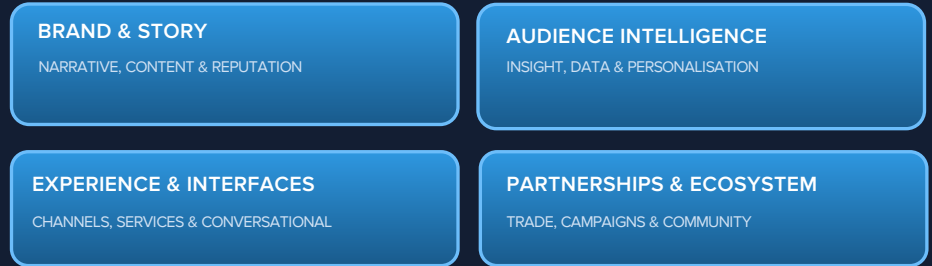 BRAND & STORY
NARRATIVE, CONTENT & REPUTATION
AUDIENCE INTELLIGENCE
INSIGHT, DATA & PERSONALISATION
EXPERIENCE & INTERFACES
CHANNELS, SERVICES & CONVERSATIONAL
PARTNERSHIPS & ECOSYSTEM
TRADE, CAMPAIGNS & COMMUNITY